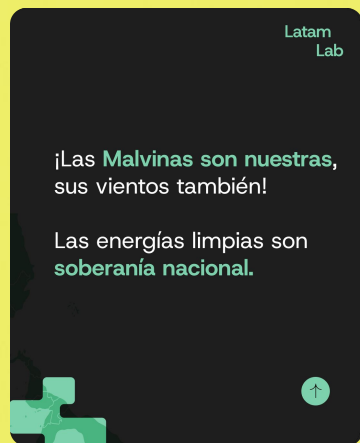 Latam
Lab
¡Las Malvinas son nuestras,
sus vientos también!
Las energías limpias son
soberanía nacional.